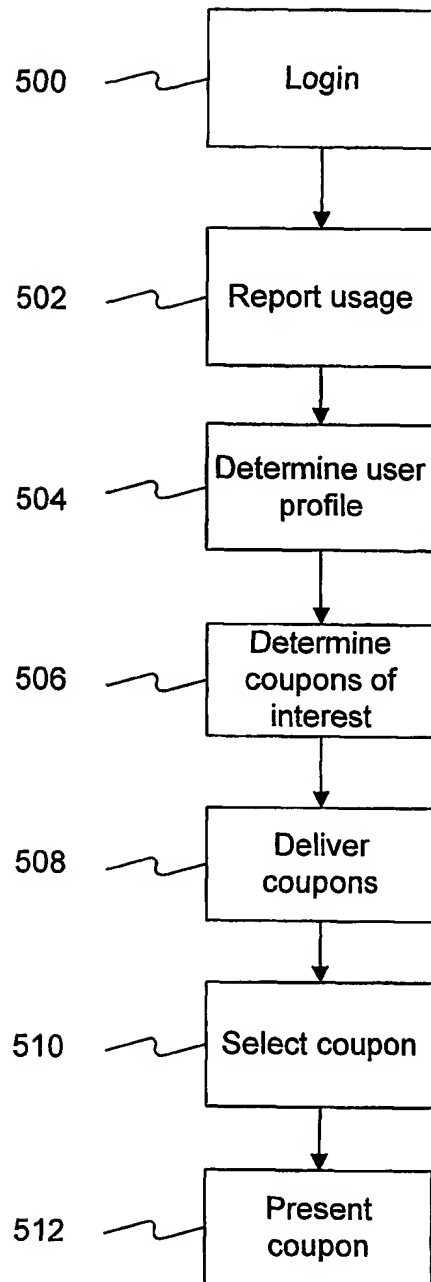 500
Login
502
Report usage
504
Determine user
profile
506
Determine
coupons of
interest
508
Deliver
coupons
510
Select coupon
512
Present
coupon